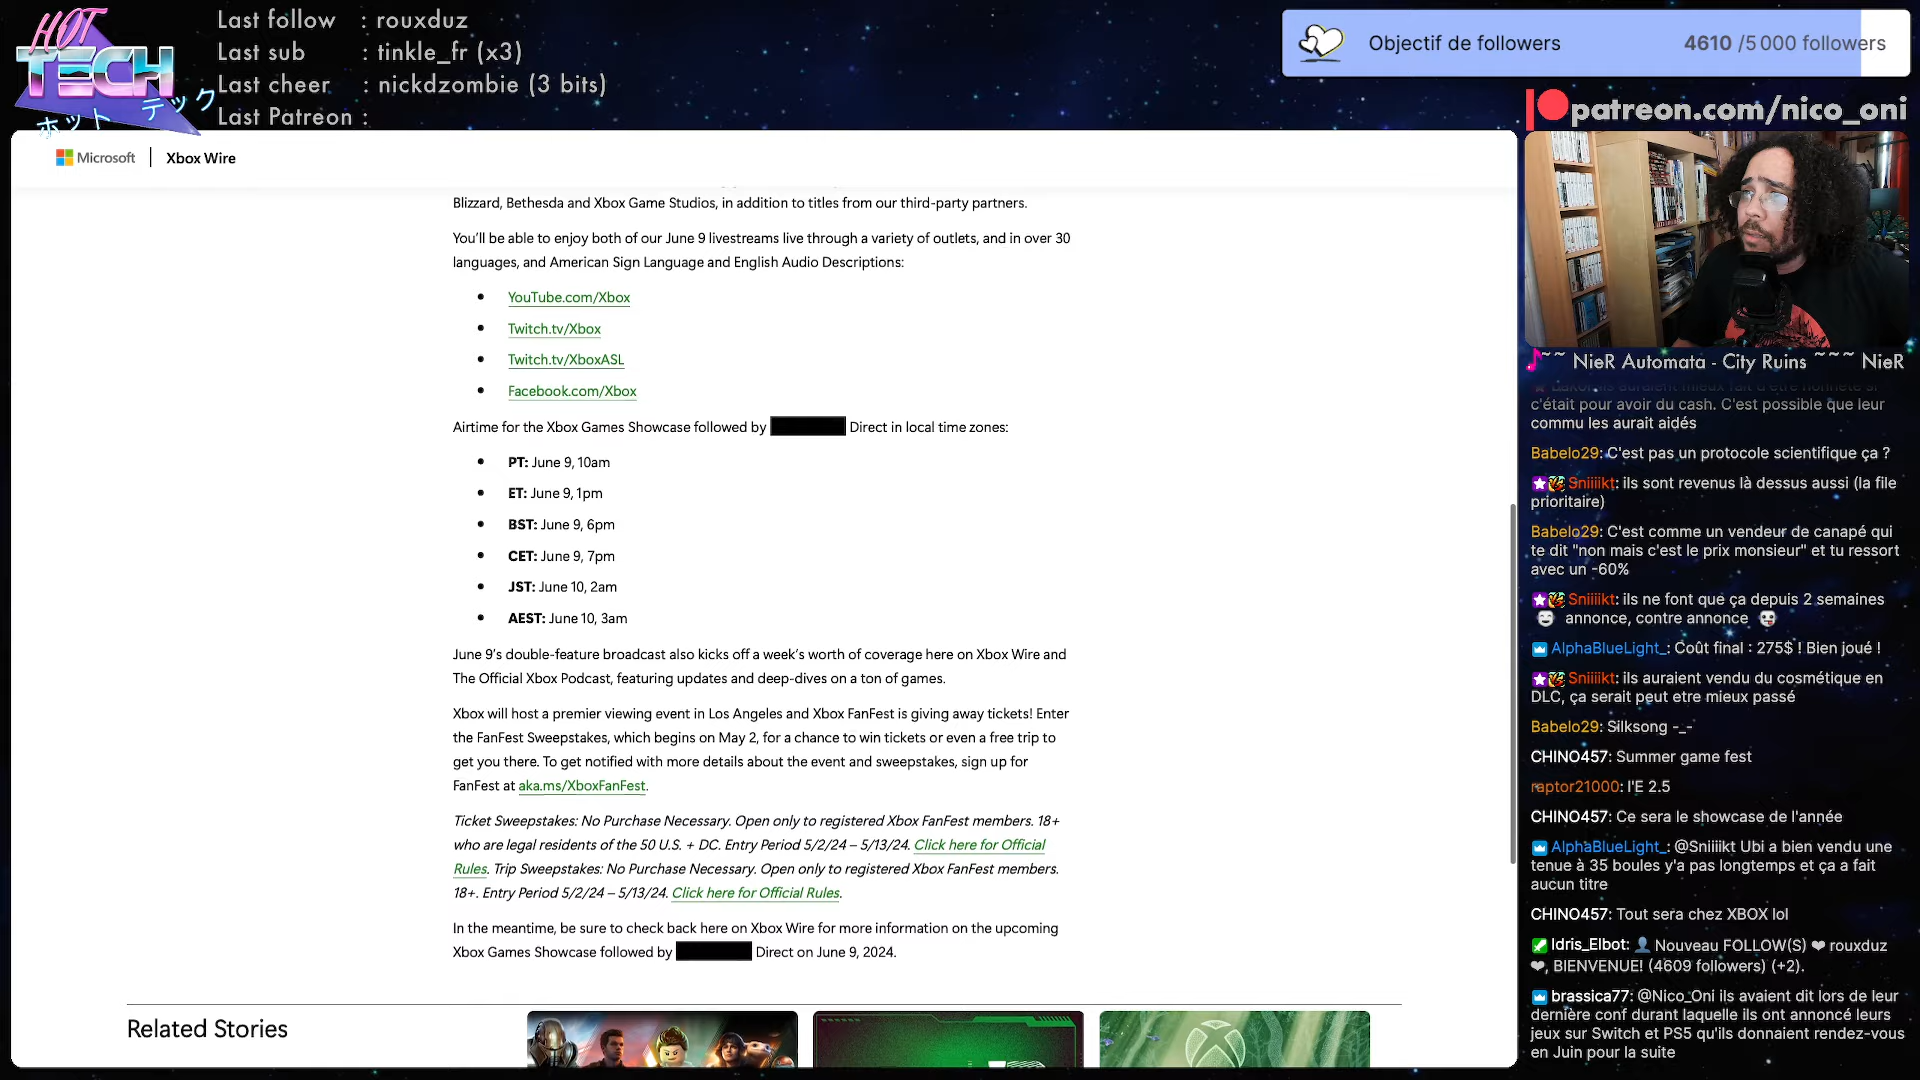 HOT
TECH
ホット テック
Last follow : rouxduz
Last sub : tinkle_fr (x3)
Last cheer : nickdzombie (3 bits)
Last Patreon :
Objectif de followers 4610 /5 000 followers
patreon.com/nico_oni
Microsoft | Xbox Wire
Blizzard, Bethesda and Xbox Game Studios, in addition to titles from our third-party partners.
You'll be able to enjoy both of our June 9 livestreams live through a variety of outlets, and in over 30
languages, and American Sign Language and English Audio Descriptions:
• YouTube.com/Xbox
• Twitch.tv/Xbox
• Twitch.tv/XboxASL
• Facebook.com/Xbox
Airtime for the Xbox Games Showcase followed by Direct in local time zones:
• PT: June 9, 10am
• ET: June 9, 1pm
• BST: June 9, 6pm
• CET: June 9, 7pm
• JST: June 10, 2am
• AEST: June 10, 3am
June 9's double-feature broadcast also kicks off a week's worth of coverage here on Xbox Wire and
The Official Xbox Podcast, featuring updates and deep-dives on a ton of games.
Xbox will host a premier viewing event in Los Angeles and Xbox FanFest is giving away tickets! Enter
the FanFest Sweepstakes, which begins on May 2, for a chance to win tickets or even a free trip to
get you there. To get notified with more details about the event and sweepstakes, sign up for
FanFest at aka.ms/XboxFanFest.
Ticket Sweepstakes: No Purchase Necessary. Open only to registered Xbox FanFest members. 18+
who are legal residents of the 50 U.S. + DC. Entry Period 5/2/24 – 5/13/24. Click here for Official
Rules. Trip Sweepstakes: No Purchase Necessary. Open only to registered Xbox FanFest members.
18+. Entry Period 5/2/24 – 5/13/24. Click here for Official Rules.
In the meantime, be sure to check back here on Xbox Wire for more information on the upcoming
Xbox Games Showcase followed by Direct on June 9, 2024.
Related Stories
~~ NieR Automata - City Ruins ~~~ NieR
auraient mieux fait d'être honnête si
c'était pour avoir du cash. C'est possible que leur
commu les aurait aidés
Babelo29: C'est pas un protocole scientifique ça ?
Sniiiikt: ils sont revenus là dessus aussi (la file
prioritaire)
Babelo29: C'est comme un vendeur de canapé qui
te dit "non mais c'est le prix monsieur" et tu ressort
avec un -60%
Sniiiikt: ils ne font que ça depuis 2 semaines
annonce, contre annonce
AlphaBlueLight_: Coût final : 275$ ! Bien joué !
Sniiiikt: ils auraient vendu du cosmétique en
DLC, ça serait peut etre mieux passé
Babelo29: Silksong -_-
CHINO457: Summer game fest
raptor21000: l'E 2.5
CHINO457: Ce sera le showcase de l'année
AlphaBlueLight_: @Sniiiikt Ubi a bien vendu une
tenue à 35 boules y'a pas longtemps et ça a fait
aucun titre
CHINO457: Tout sera chez XBOX lol
Idris_Elbot: 👤 Nouveau FOLLOW(S) ❤ rouxduz
❤, BIENVENUE! (4609 followers) (+2).
brassica77: @Nico_Oni ils avaient dit lors de leur
dernière conf durant laquelle ils ont annoncé leurs
jeux sur Switch et PS5 qu'ils donnaient rendez-vous
en Juin pour la suite